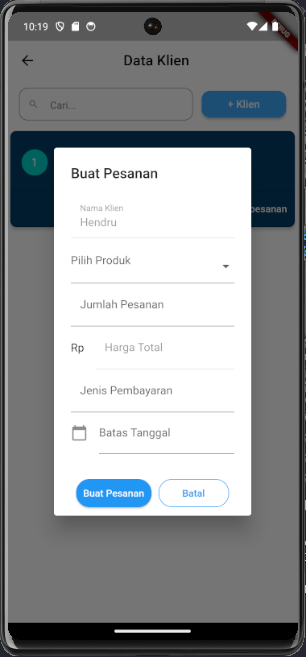 10:19
Data Klien
Cari...
+ Klien
1
pesanan
Buat Pesanan
Nama Klien
Hendru
Pilih Produk
Jumlah Pesanan
Rp Harga Total
Jenis Pembayaran
Batas Tanggal
Buat Pesanan
Batal